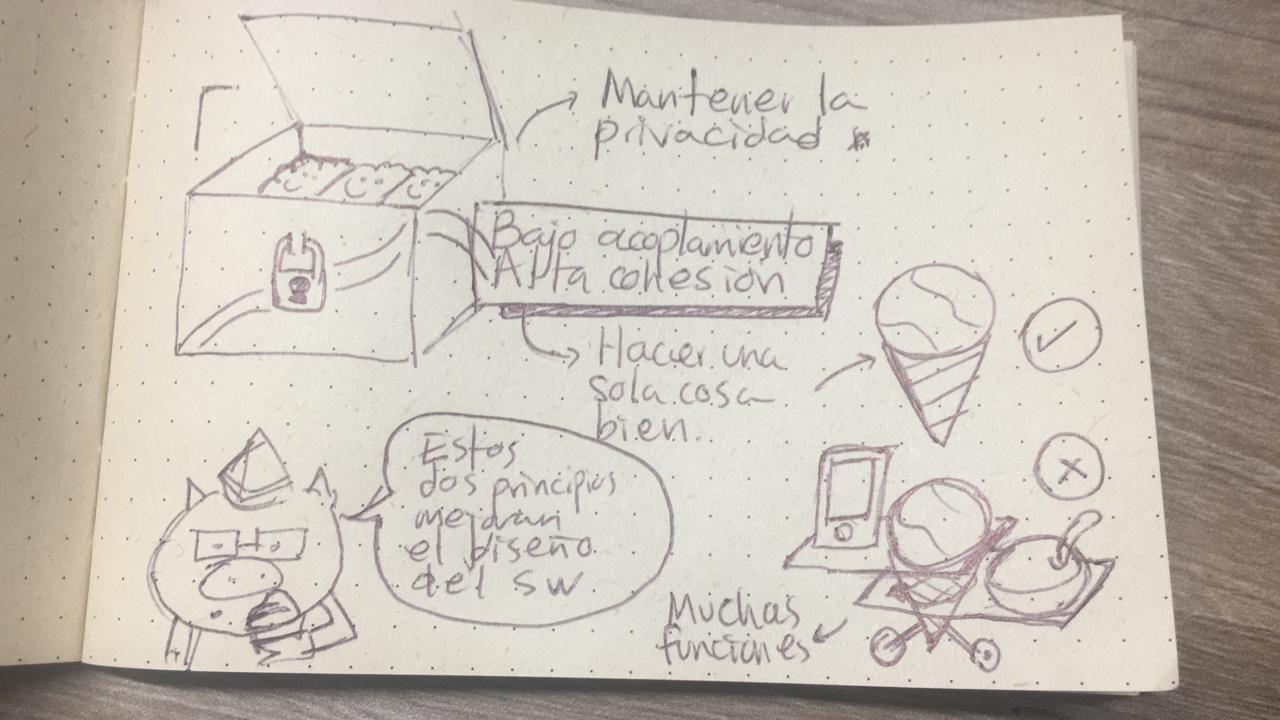 Mantener la
privacidad
Bajo acoplamiento
Alta cohesión
Hacer una
sola cosa
bien.
Estos
dos principios
mejoran
el diseño
del sw
Muchas
funciones